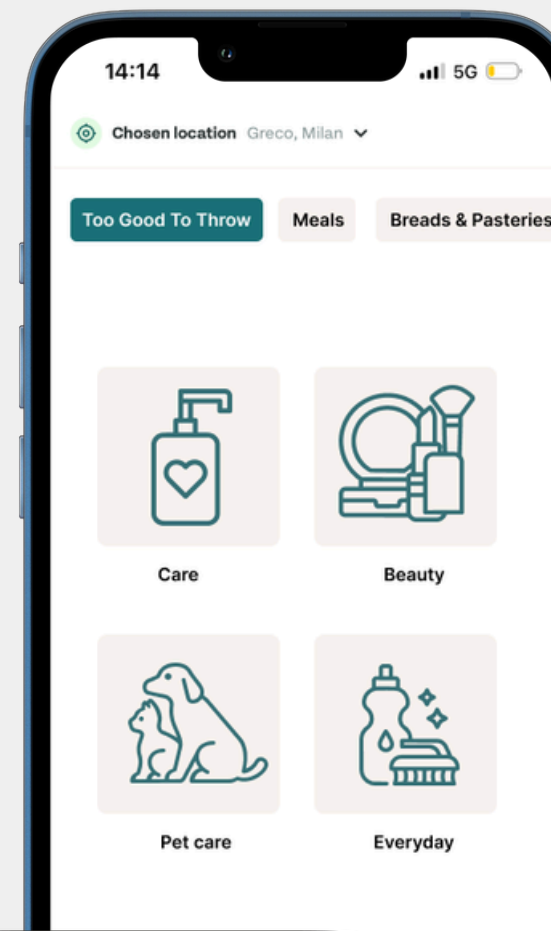 14:14 5G
Chosen location Greco, Milan
Too Good To Throw Meals Breads & Pasteries
Care Beauty
Pet care Everyday